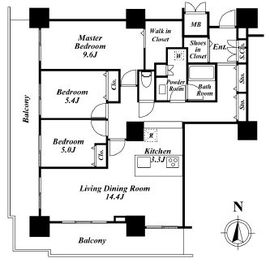 MB
Master
Bedroom
9.6J
Walk in
Closet
Shoes
in
Closet
Ent.
S.C.
Clo.
Bedroom
5.4J
Powder
Room
Bath
Room
Sto.
Sto.
Balcony
Bedroom
5.0J
Clo.
R
Kitchen
3.3J
Living Dining Room
14.4J
N
Balcony